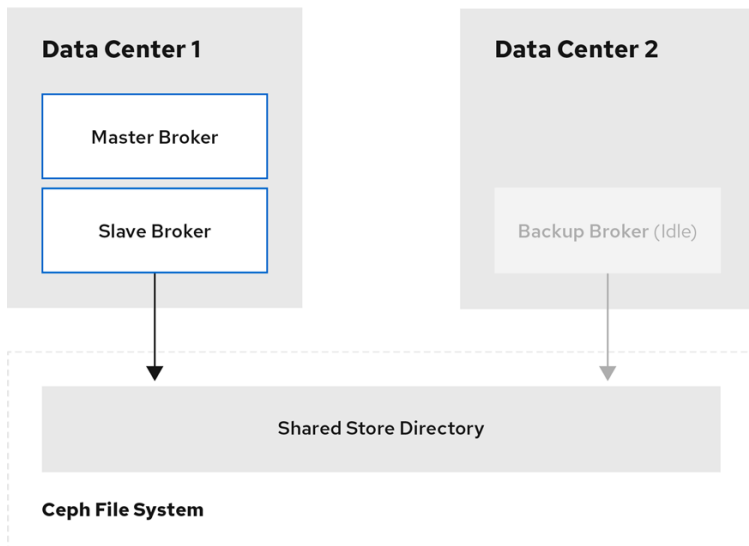 Data Center 1
Data Center 2
Master Broker
Slave Broker
Backup Broker (Idle)
Shared Store Directory
Ceph File System